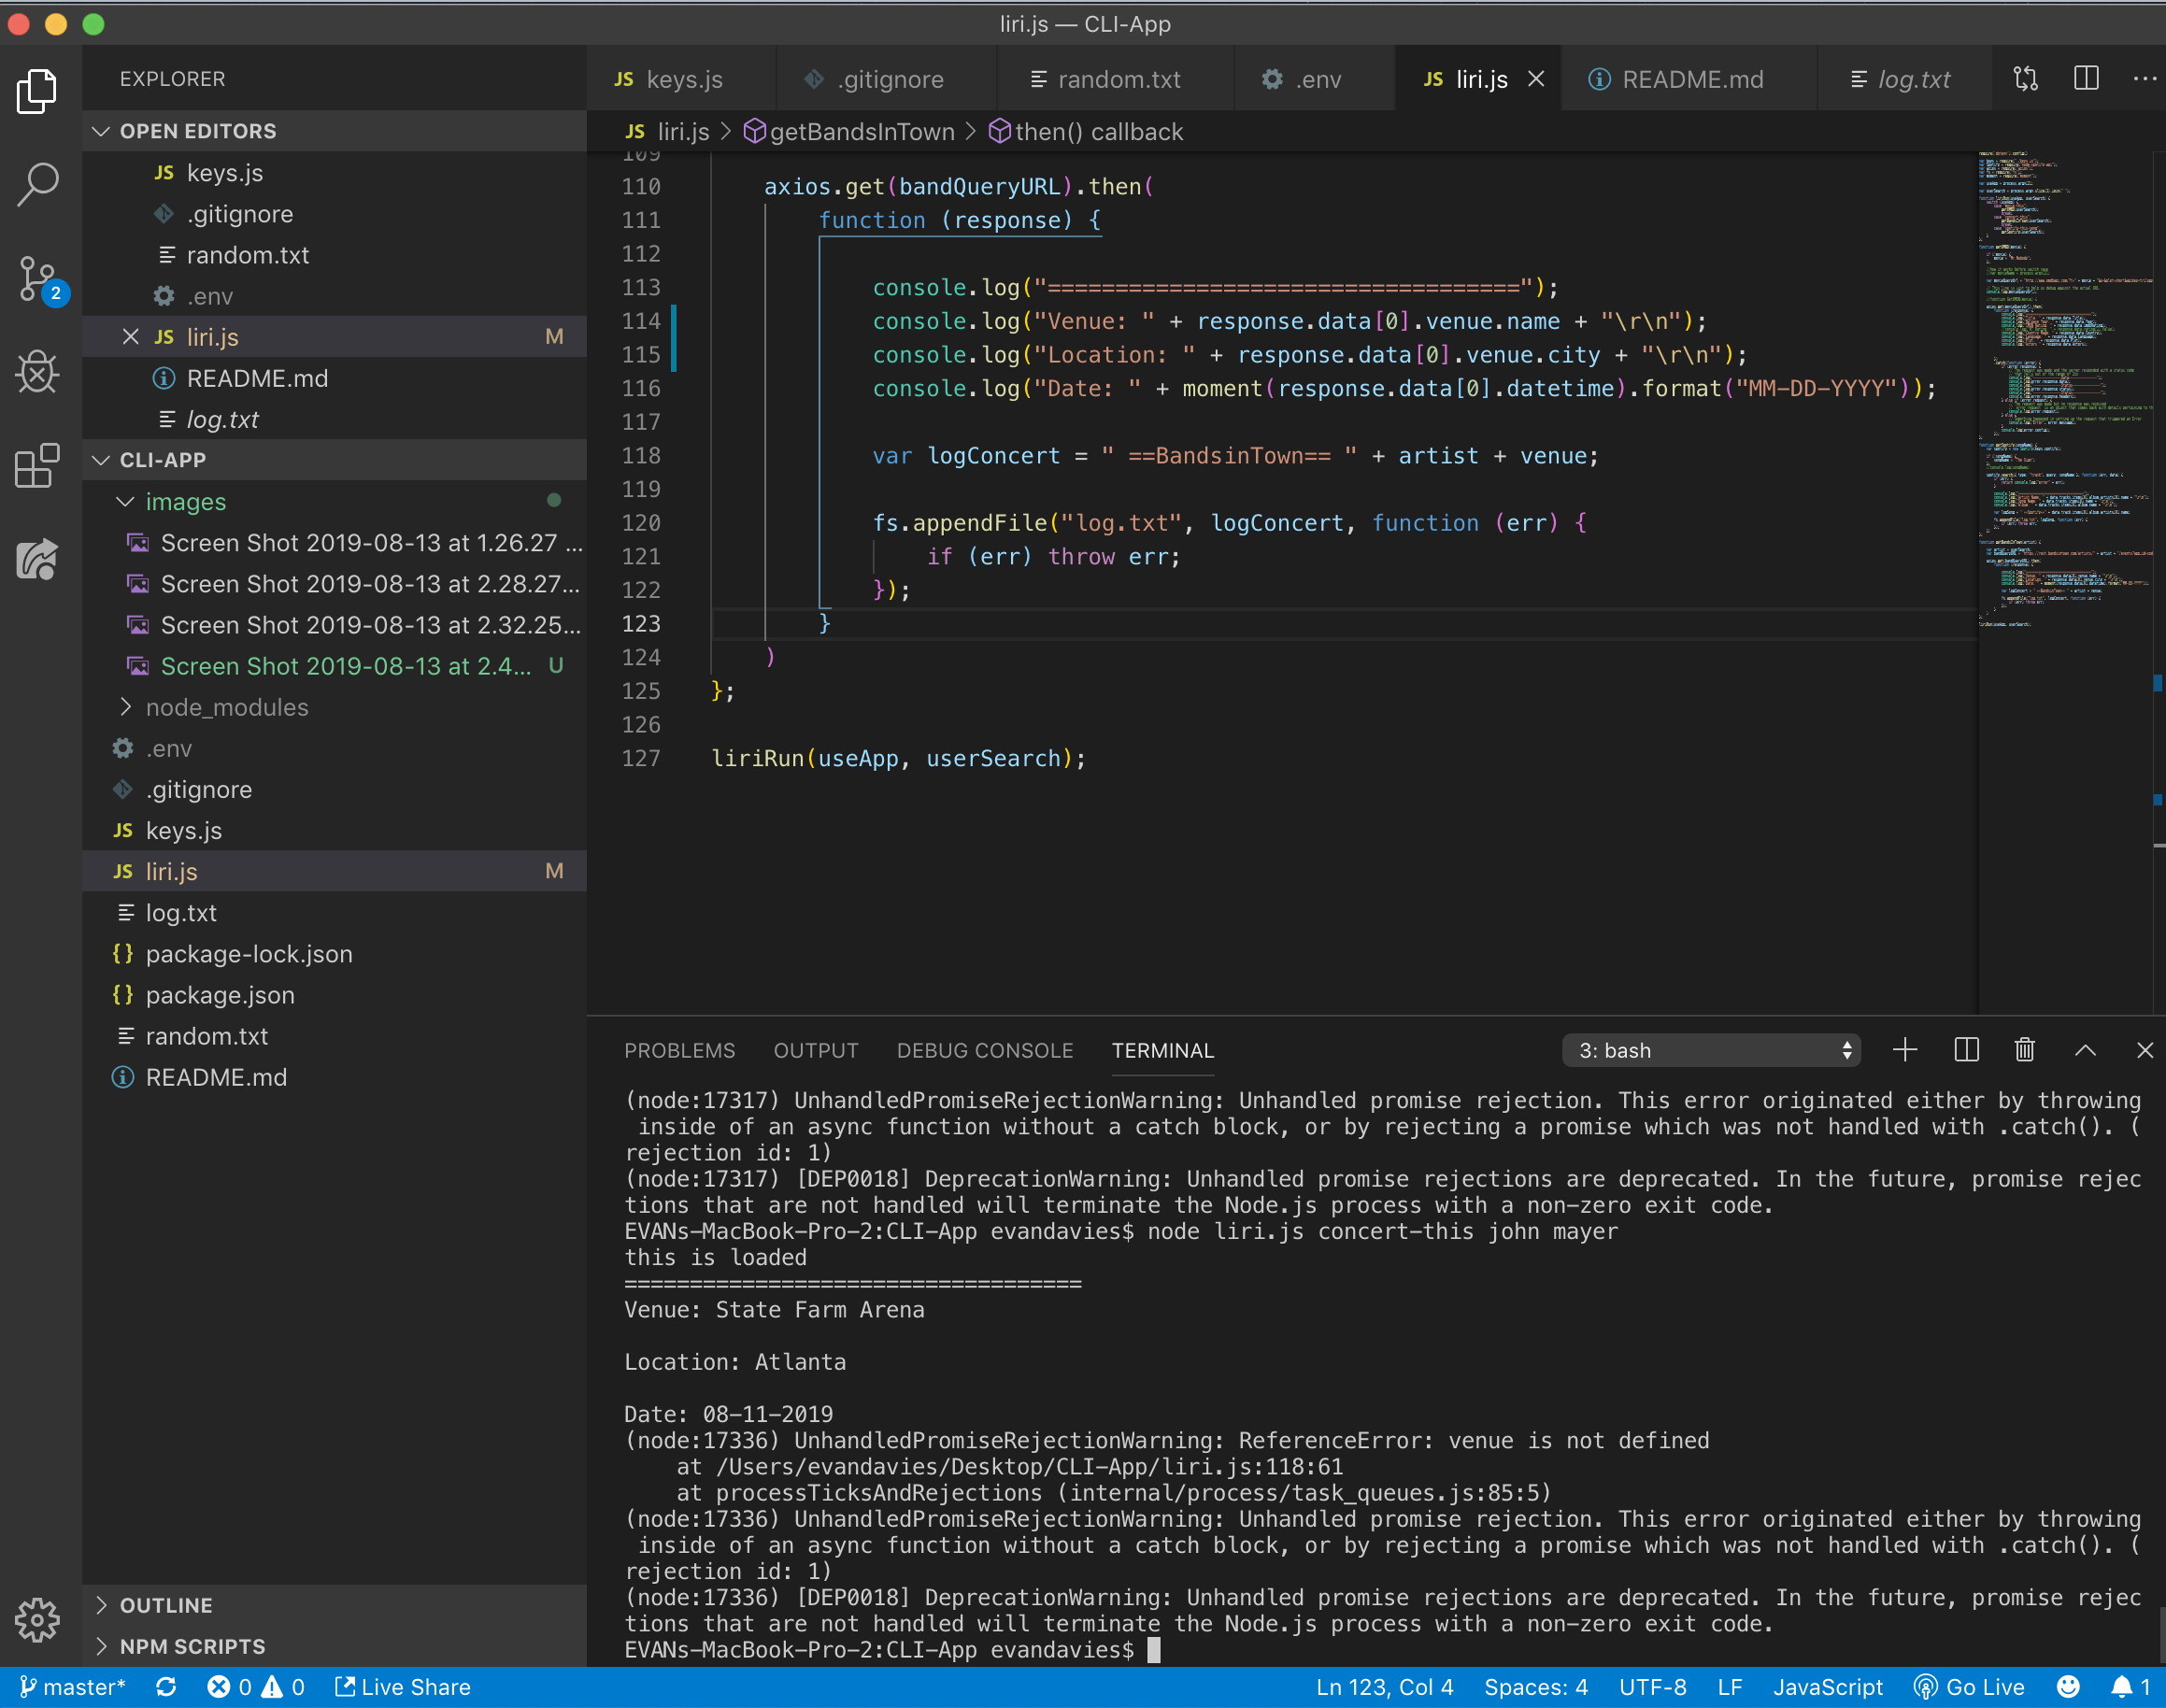 liri.js — CLI-App
EXPLORER
OPEN EDITORS
JS keys.js
.gitignore
random.txt
.env
JS liri.js M
README.md
log.txt
CLI-APP
images
Screen Shot 2019-08-13 at 1.26.27 ...
Screen Shot 2019-08-13 at 2.28.27...
Screen Shot 2019-08-13 at 2.32.25...
Screen Shot 2019-08-13 at 2.4... U
node_modules
.env
.gitignore
JS keys.js
JS liri.js M
log.txt
{} package-lock.json
{} package.json
random.txt
README.md
OUTLINE
NPM SCRIPTS
2
JS keys.js .gitignore random.txt .env JS liri.js README.md log.txt
JS liri.js > getBandsInTown > then() callback
109
110 axios.get(bandQueryURL).then(
111 function (response) {
112
113 console.log("===================================");
114 console.log("Venue: " + response.data[0].venue.name + "\r\n");
115 console.log("Location: " + response.data[0].venue.city + "\r\n");
116 console.log("Date: " + moment(response.data[0].datetime).format("MM-DD-YYYY"));
117
118 var logConcert = " ==BandsinTown== " + artist + venue;
119
120 fs.appendFile("log.txt", logConcert, function (err) {
121 if (err) throw err;
122 });
123 }
124 )
125 };
126
127 liriRun(useApp, userSearch);
PROBLEMS OUTPUT DEBUG CONSOLE TERMINAL 3: bash
(node:17317) UnhandledPromiseRejectionWarning: Unhandled promise rejection. This error originated either by throwing
inside of an async function without a catch block, or by rejecting a promise which was not handled with .catch(). (
rejection id: 1)
(node:17317) [DEP0018] DeprecationWarning: Unhandled promise rejections are deprecated. In the future, promise rejec
tions that are not handled will terminate the Node.js process with a non-zero exit code.
EVANs-MacBook-Pro-2:CLI-App evandavies$ node liri.js concert-this john mayer
this is loaded
===================================
Venue: State Farm Arena
Location: Atlanta
Date: 08-11-2019
(node:17336) UnhandledPromiseRejectionWarning: ReferenceError: venue is not defined
at /Users/evandavies/Desktop/CLI-App/liri.js:118:61
at processTicksAndRejections (internal/process/task_queues.js:85:5)
(node:17336) UnhandledPromiseRejectionWarning: Unhandled promise rejection. This error originated either by throwing
inside of an async function without a catch block, or by rejecting a promise which was not handled with .catch(). (
rejection id: 1)
(node:17336) [DEP0018] DeprecationWarning: Unhandled promise rejections are deprecated. In the future, promise rejec
tions that are not handled will terminate the Node.js process with a non-zero exit code.
EVANs-MacBook-Pro-2:CLI-App evandavies$
master* 0 0 Live Share Ln 123, Col 4 Spaces: 4 UTF-8 LF JavaScript Go Live 1